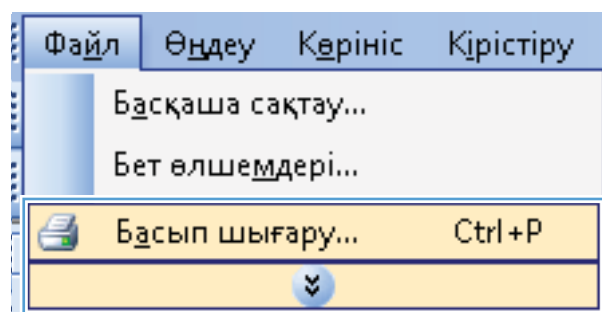 Файл Өңдеу Көрініс Кірістіру
Басқаша сақтау...
Бет өлшемдері...
Басып шығару... Ctrl+P